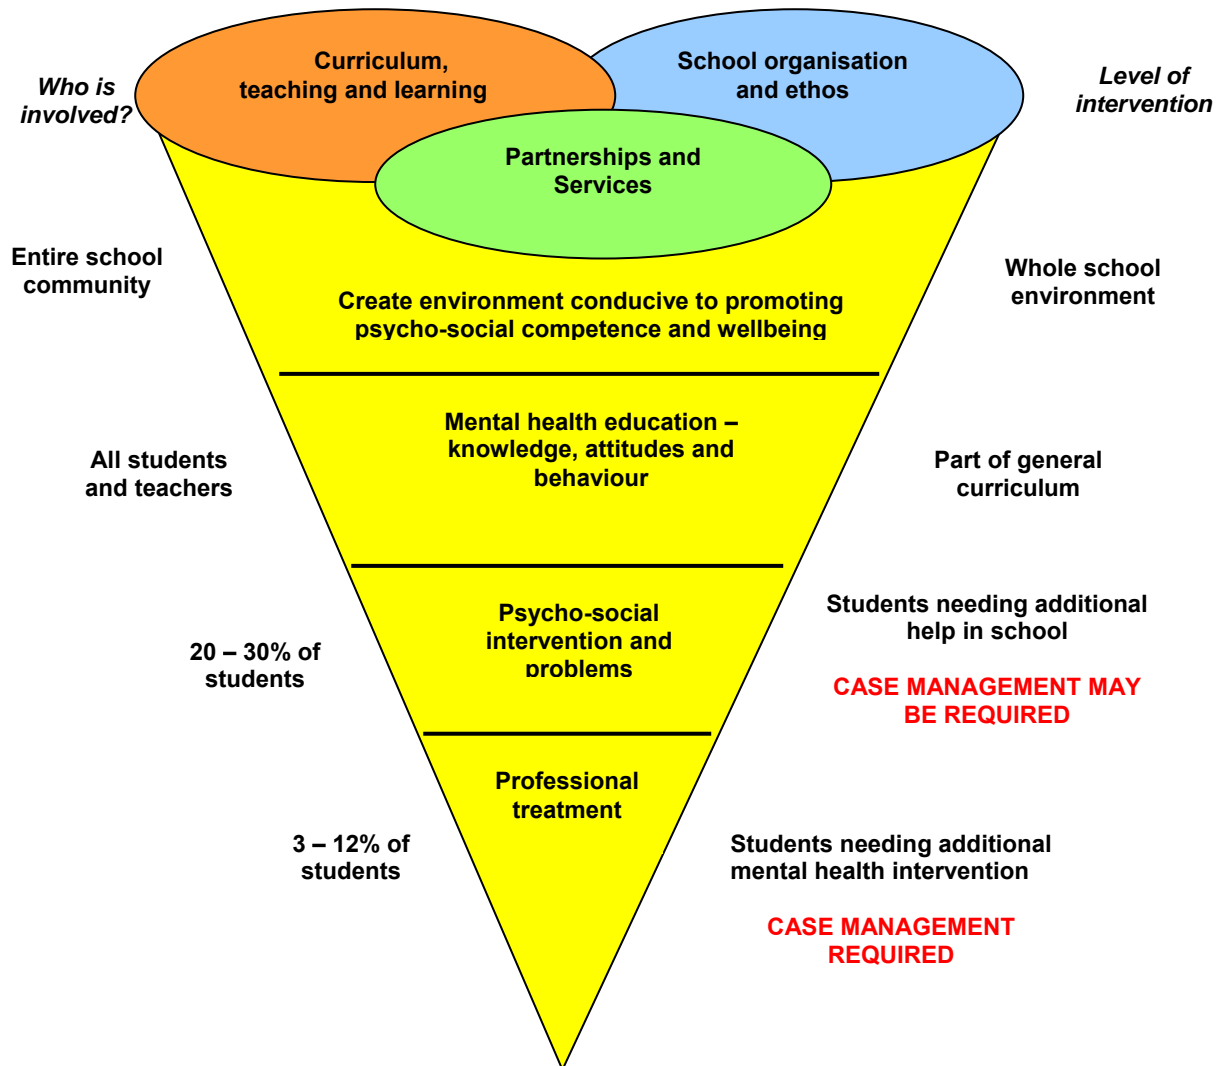 Curriculum,
teaching and learning
School organisation
and ethos
Who is
involved?
Level of
intervention
Partnerships and
Services
Entire school
community
Whole school
environment
Create environment conducive to promoting
psycho-social competence and wellbeing
Mental health education –
knowledge, attitudes and
behaviour
All students
and teachers
Part of general
curriculum
Psycho-social
intervention and
problems
20 – 30% of
students
Students needing additional
help in school
CASE MANAGEMENT MAY
BE REQUIRED
Professional
treatment
3 – 12% of
students
Students needing additional
mental health intervention
CASE MANAGEMENT
REQUIRED